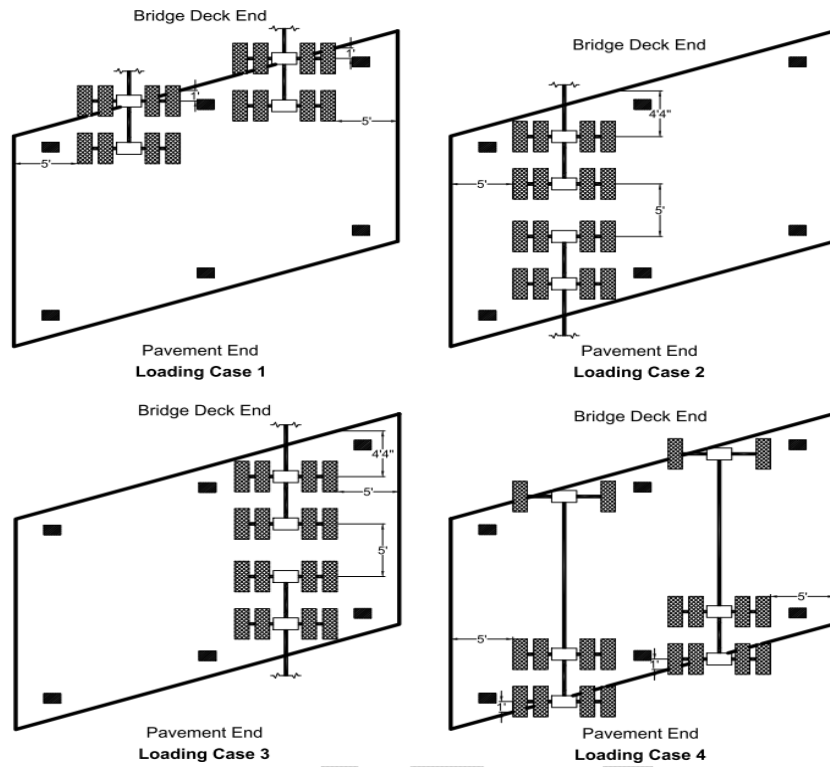 Bridge Deck End
1'
1'
5'
5'
Pavement End
Loading Case 1
Bridge Deck End
4'4"
5'
5'
Pavement End
Loading Case 2
Bridge Deck End
4'4"
5'
5'
Pavement End
Loading Case 3
Bridge Deck End
5'
5'
1'
1'
Pavement End
Loading Case 4